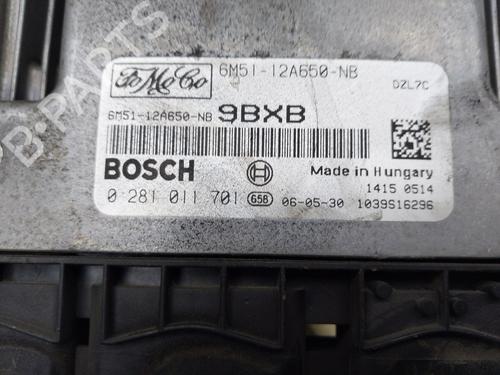 FoMoCo 6M51-12A650-NB
DZL7C
6M51-12A650-NB 9BXB
BOSCH Made in Hungary
1415 0514
0 281 011 701 G58 06-05-30 1039S16296
B-PARTS